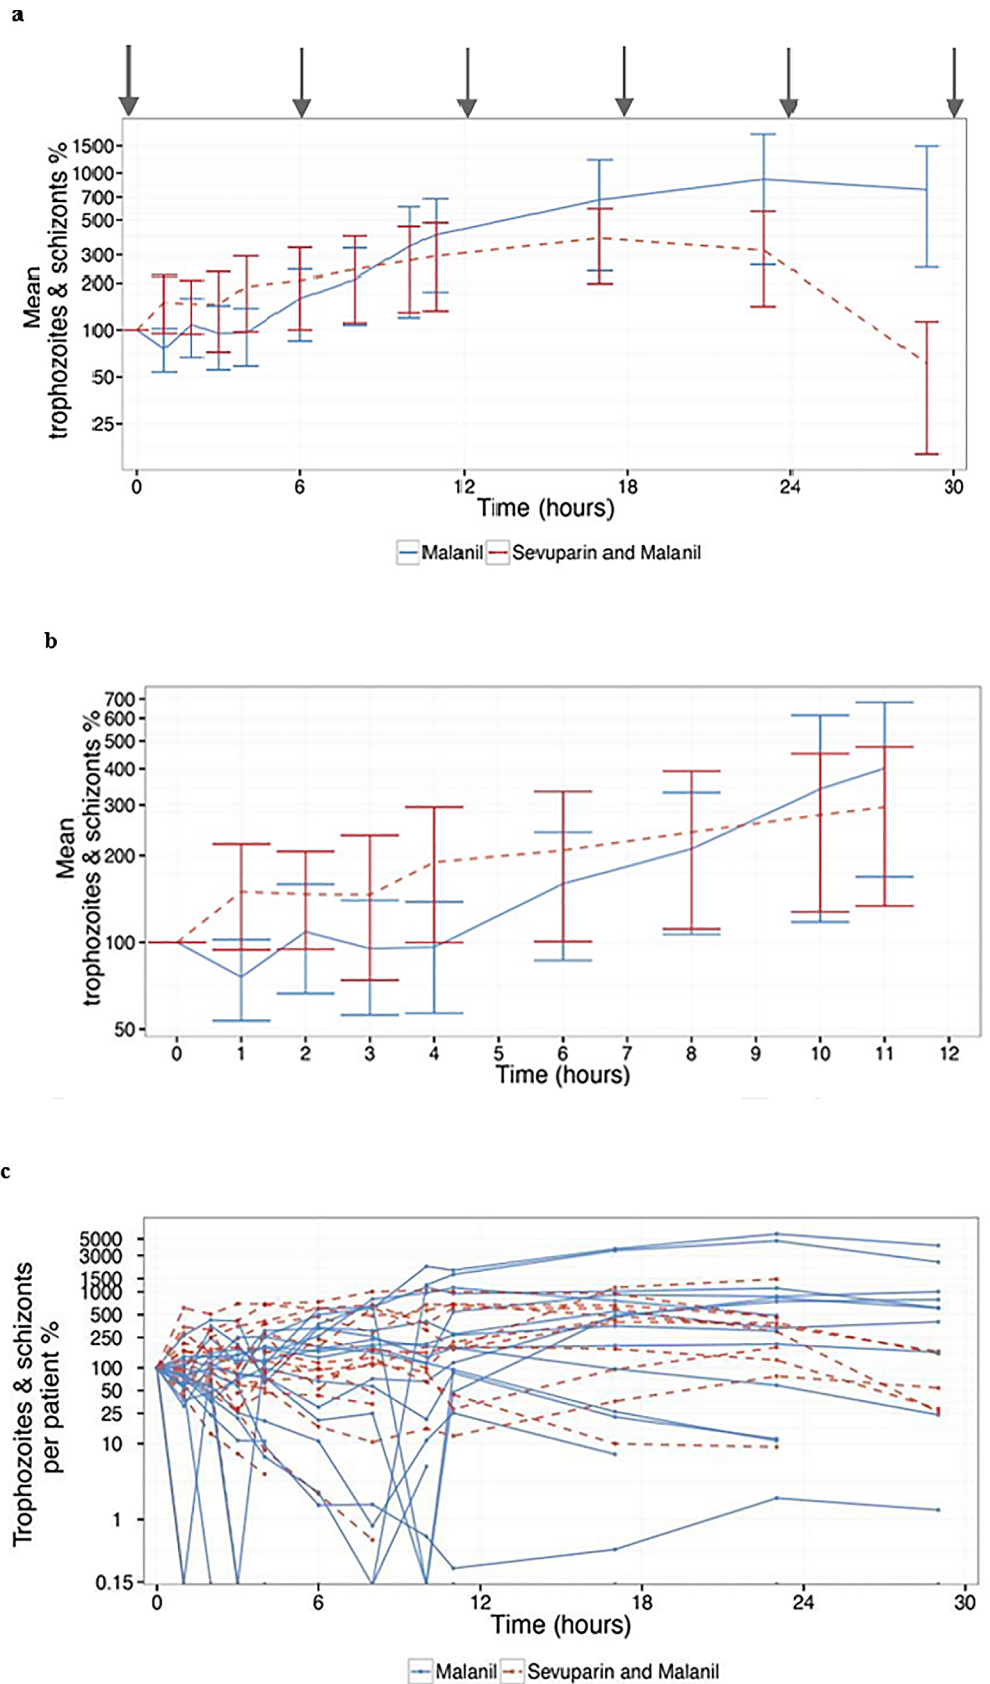 a
Mean
trophozoites & schizonts %
1500
1000
700
500
300
200
100
50
25
0 6 12 18 24 30
Time (hours)
Malanil Sevuparin and Malanil
b
Mean
trophozoites & schizonts %
700
600
500
400
300
200
100
50
0 1 2 3 4 5 6 7 8 9 10 11 12
Time (hours)
c
Trophozoites & schizonts
per patient %
5000
3000
1500
1000
500
250
100
50
25
10
1
0.15
0 6 12 18 24 30
Time (hours)
Malanil Sevuparin and Malanil